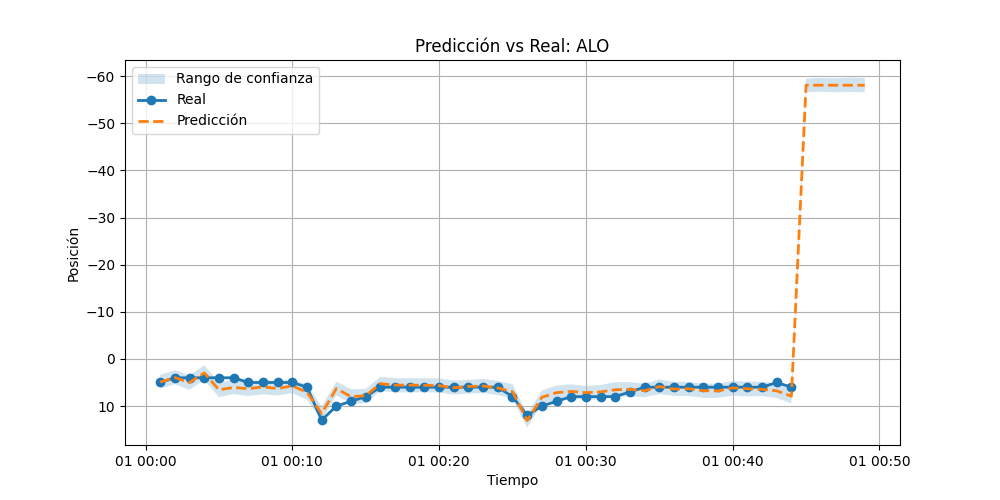 Predicción vs Real: ALO
Rango de confianza
Real
Predicción
−60
−50
−40
−30
−20
−10
0
10
Posición
01 00:00
01 00:10
01 00:20
01 00:30
01 00:40
01 00:50
Tiempo